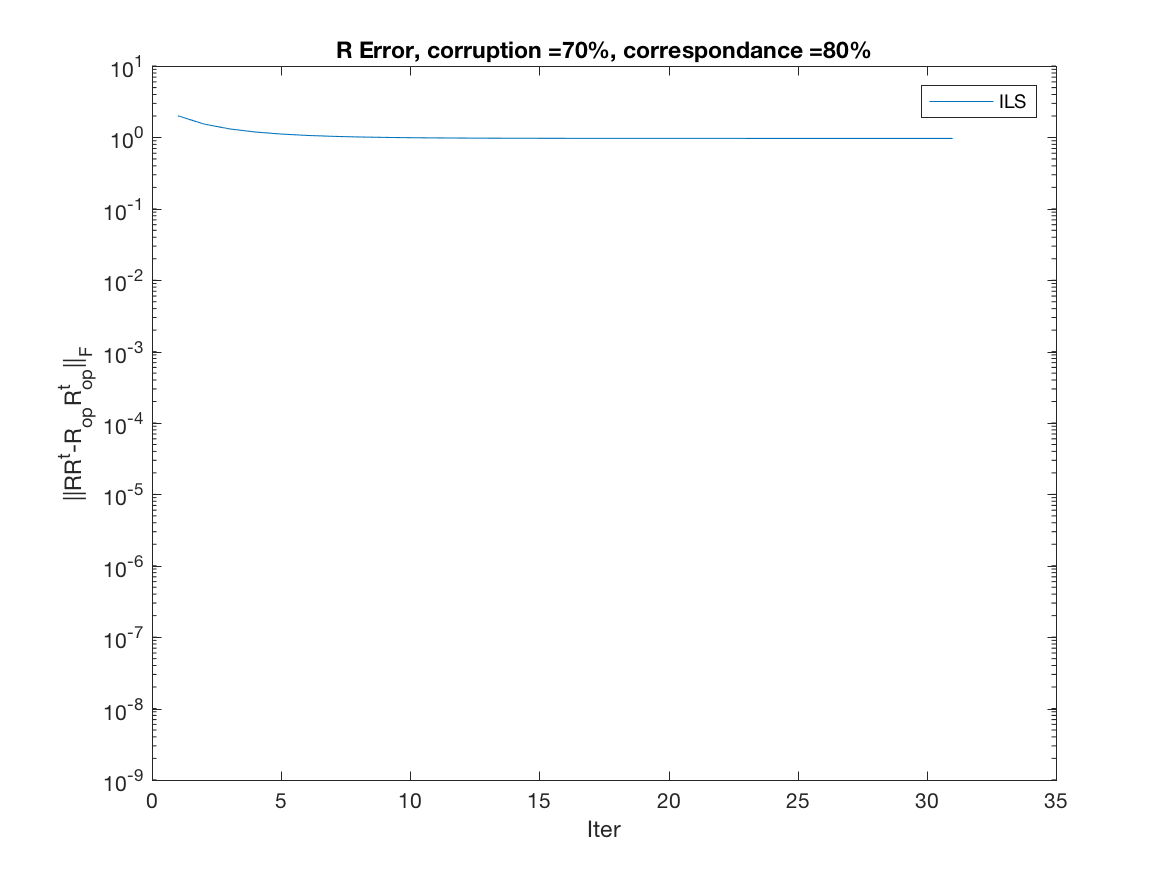 R Error, corruption =70%, correspondance =80%
ILS
10^1
10^0
10^-1
10^-2
10^-3
10^-4
10^-5
10^-6
10^-7
10^-8
10^-9
||RR^t-R_op R^t_op||_F
0 5 10 15 20 25 30 35
Iter